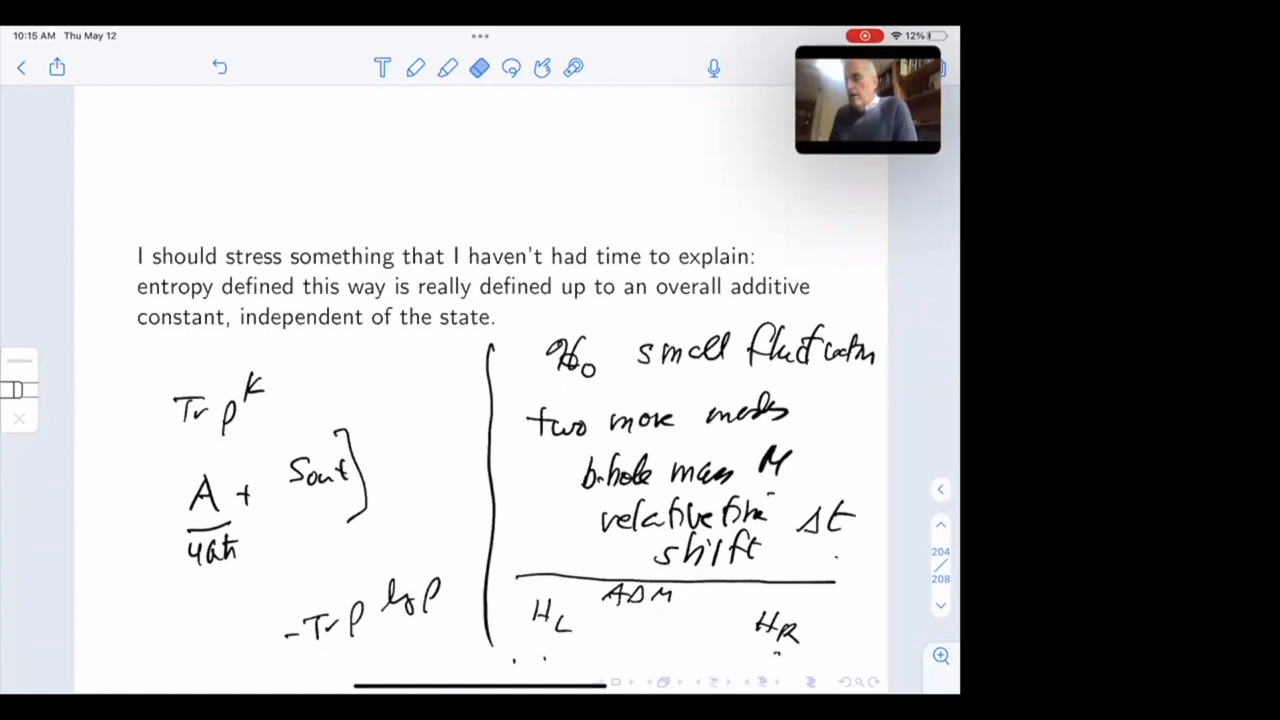 10:15 AM Thu May 12
12%
I should stress something that I haven't had time to explain:
entropy defined this way is really defined up to an overall additive
constant, independent of the state.
Tr ρ^K
A + Sout]
4Għ
-Tr ρ log ρ
ℋ₀ small fluctuation
two more modes
b.hole mass M
relative time Δt
shift
ADM
H_L H_R
204
/
208